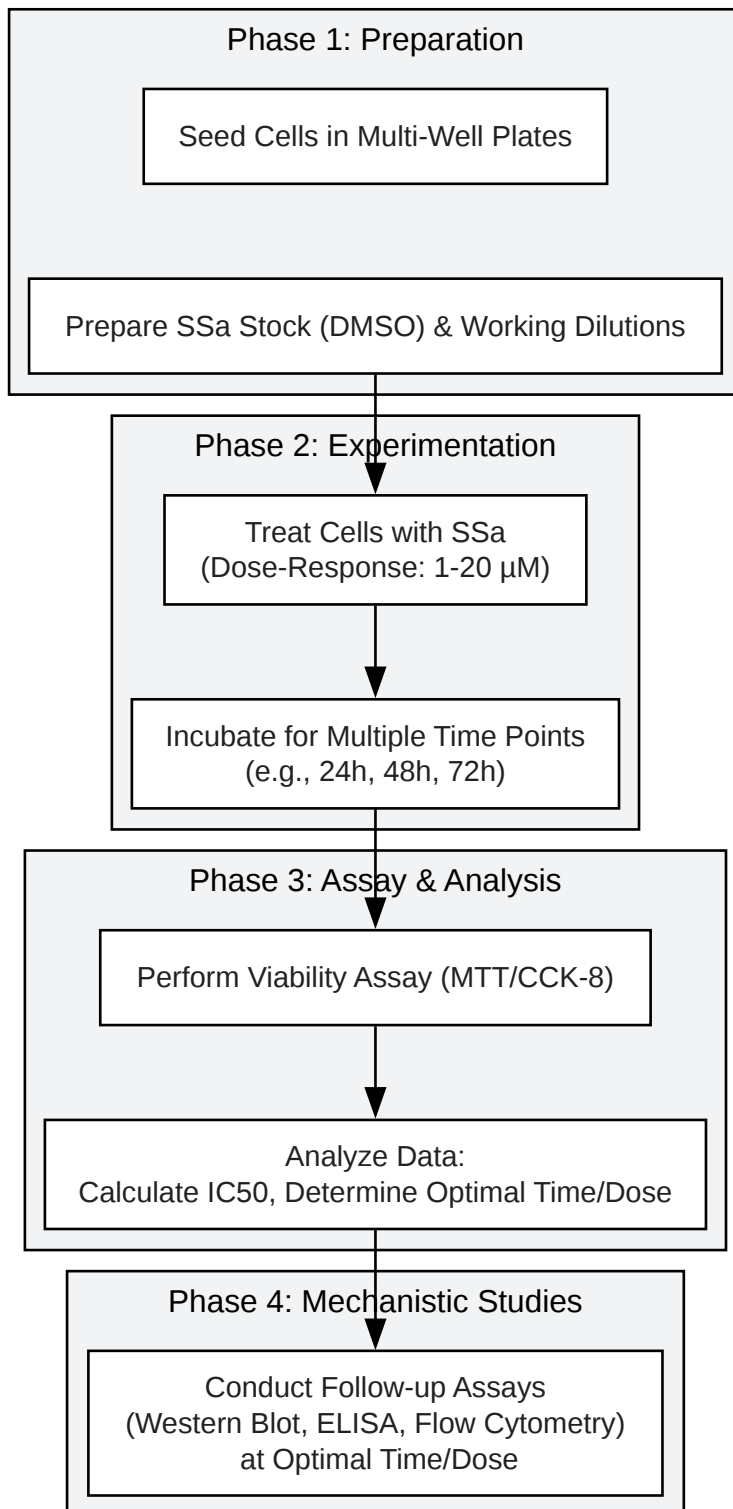 Phase 1: Preparation
Seed Cells in Multi-Well Plates
Prepare SSa Stock (DMSO) & Working Dilutions
Phase 2: Experimentation
Treat Cells with SSa
(Dose-Response: 1-20 µM)
Incubate for Multiple Time Points
(e.g., 24h, 48h, 72h)
Phase 3: Assay & Analysis
Perform Viability Assay (MTT/CCK-8)
Analyze Data:
Calculate IC50, Determine Optimal Time/Dose
Phase 4: Mechanistic Studies
Conduct Follow-up Assays
(Western Blot, ELISA, Flow Cytometry)
at Optimal Time/Dose